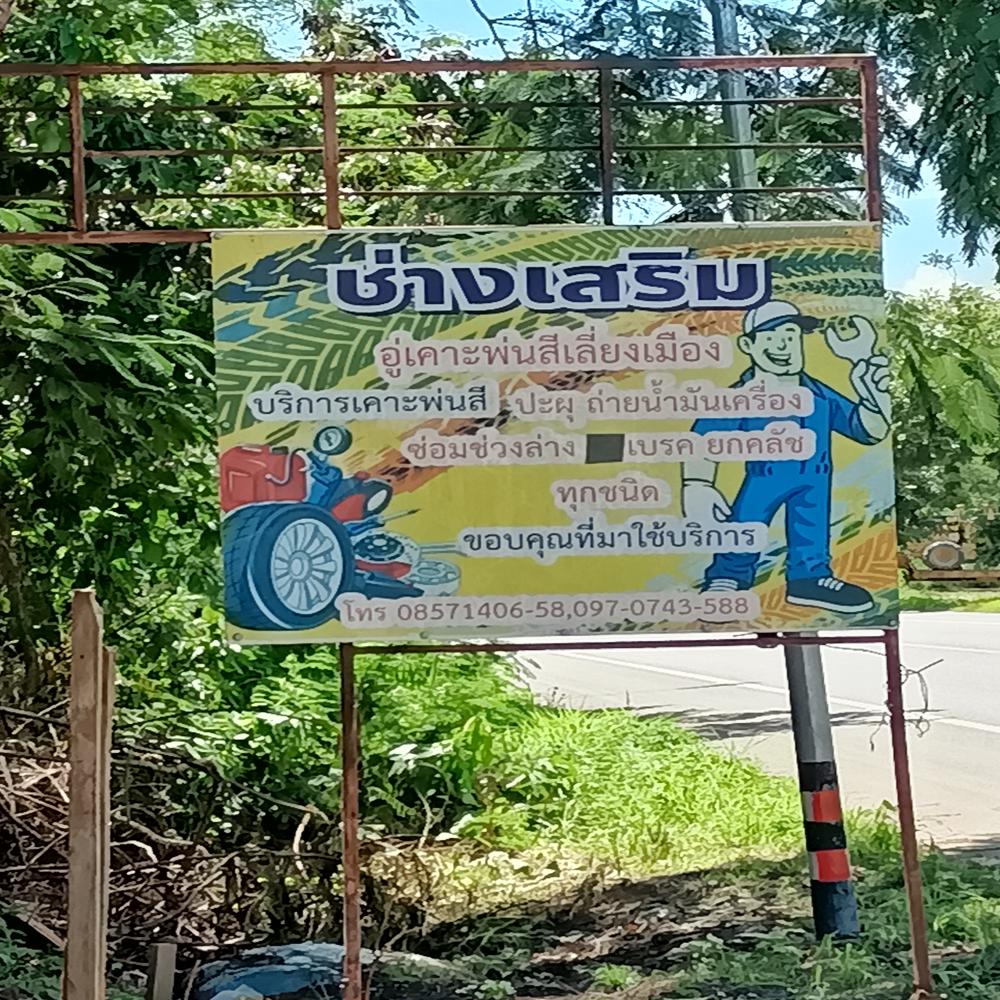 ช่างเสริม
อู่เคาะพ่นสีเลี่ยงเมือง
บริการเคาะพ่นสี ปะผุ ถ่ายน้ำมันเครื่อง
ซ่อมช่วงล่าง เบรค ยกคลัช
ทุกชนิด
ขอบคุณที่มาใช้บริการ
โทร 08571406-58,097-0743-588